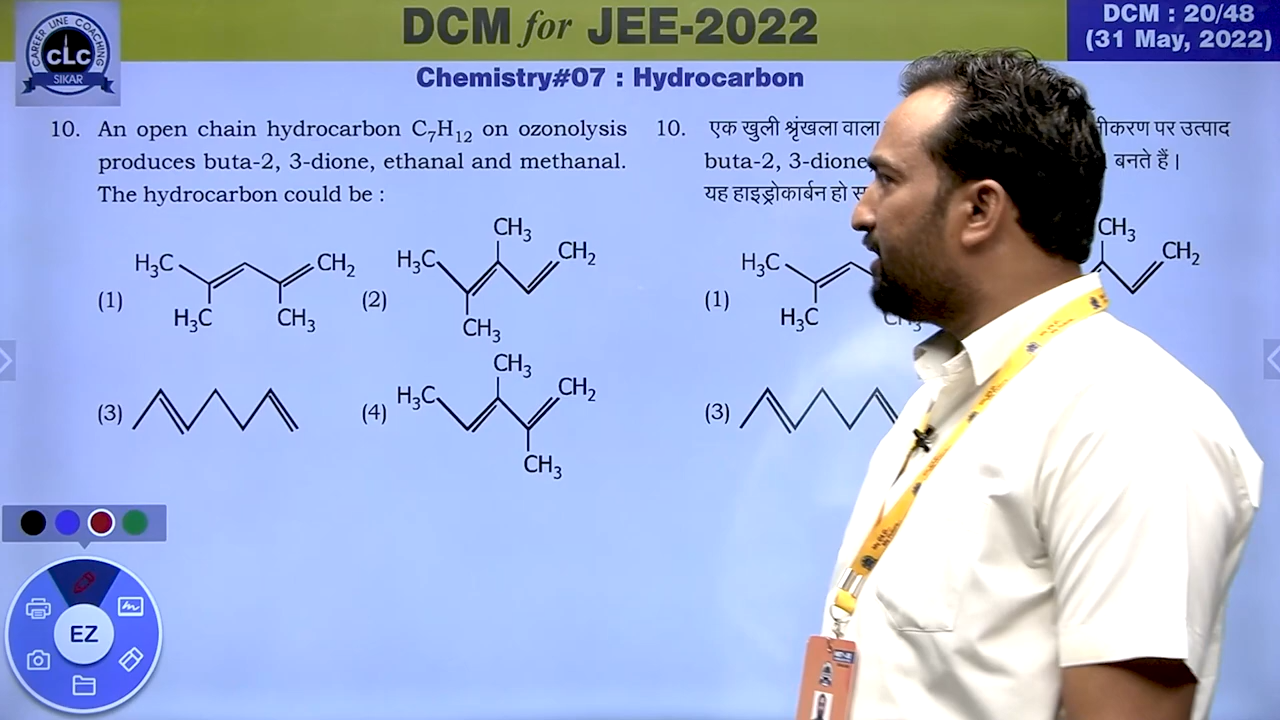 CAREER LINE COACHING
CLC
SIKAR
DCM for JEE-2022
DCM : 20/48
(31 May, 2022)
Chemistry#07 : Hydrocarbon
10. An open chain hydrocarbon C₇H₁₂ on ozonolysis
produces buta-2, 3-dione, ethanal and methanal.
The hydrocarbon could be :
(1) H₃C CH₂ H₃C CH₃
(2) H₃C CH₃ CH₂ CH₃
(3)
(4) H₃C CH₃ CH₂ CH₃
10. एक खुली श्रृंखला वाला पर उत्पाद
buta-2, 3-dione बनते हैं।
यह हाइड्रोकार्बन हो
(1) H₃C H₃C
CH₃ CH₂
(3)
EZ